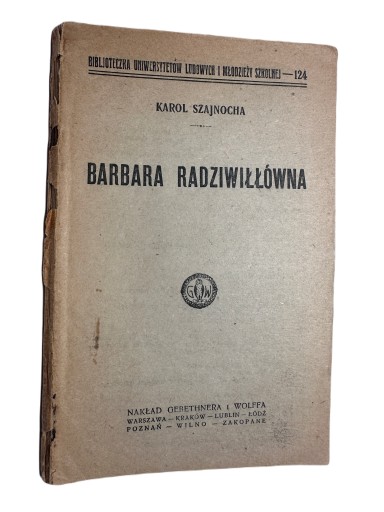 BIBLIOTECZKA UNIWERSYTETÓW LUDOWYCH I MŁODZIEŻY SZKOLNEJ — 124
KAROL SZAJNOCHA
BARBARA RADZIWIŁŁÓWNA
G W
NAKŁAD GEBETHNERA I WOLFFA
WARSZAWA — KRAKÓW — LUBLIN — ŁÓDŹ
POZNAŃ — WILNO — ZAKOPANE